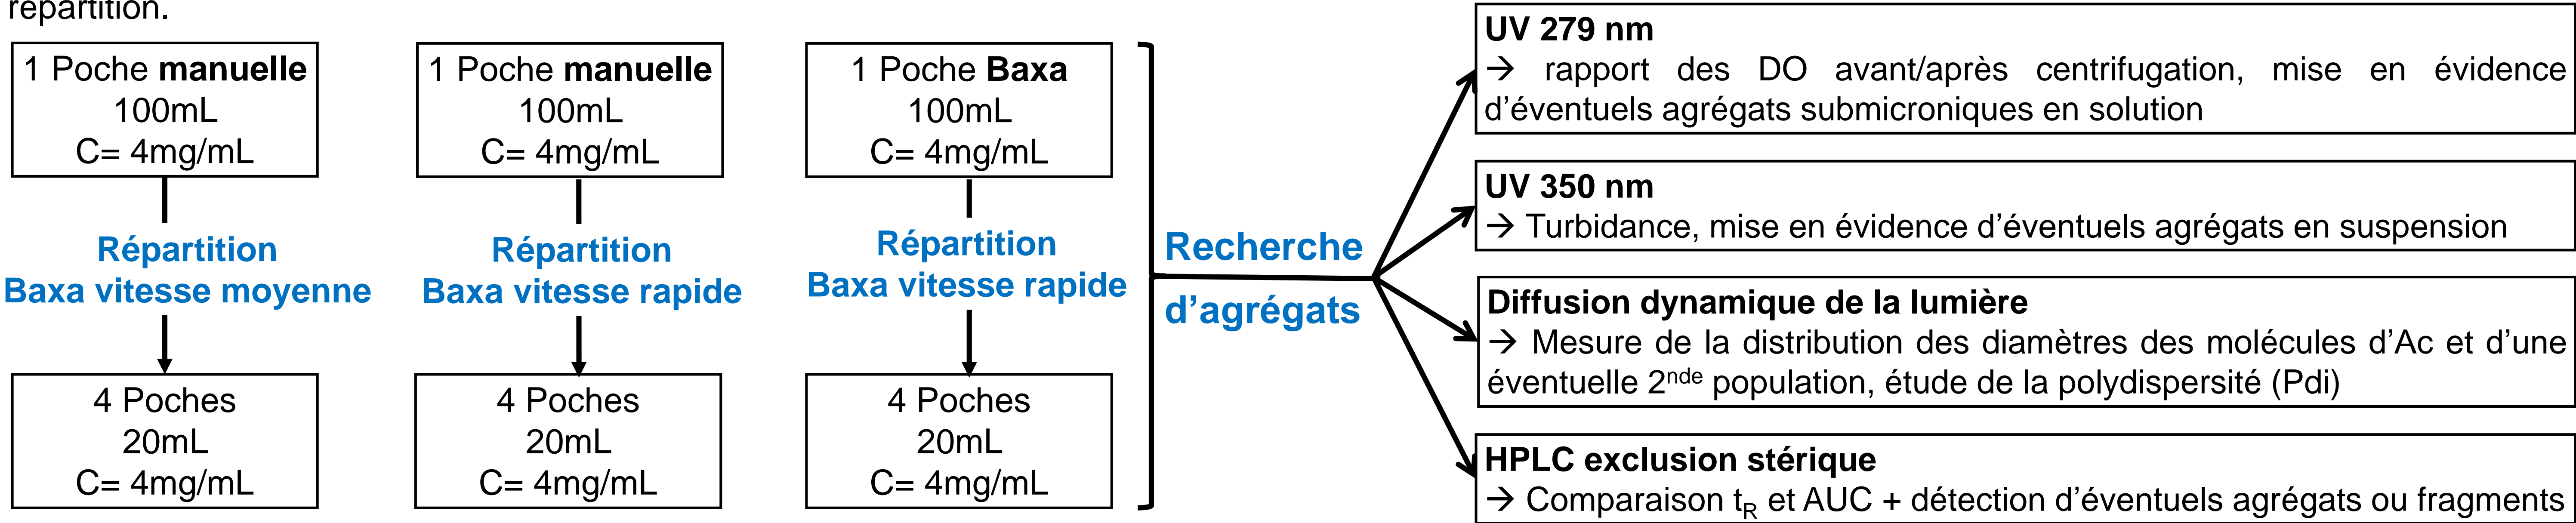 répartition.
1 Poche manuelle
100mL
C= 4mg/mL
Répartition
Baxa vitesse moyenne
4 Poches
20mL
C= 4mg/mL
1 Poche manuelle
100mL
C= 4mg/mL
Répartition
Baxa vitesse rapide
4 Poches
20mL
C= 4mg/mL
1 Poche Baxa
100mL
C= 4mg/mL
Répartition
Baxa vitesse rapide
4 Poches
20mL
C= 4mg/mL
Recherche
d’agrégats
UV 279 nm
→ rapport des DO avant/après centrifugation, mise en évidence
d’éventuels agrégats submicroniques en solution
UV 350 nm
→ Turbidance, mise en évidence d’éventuels agrégats en suspension
Diffusion dynamique de la lumière
→ Mesure de la distribution des diamètres des molécules d’Ac et d’une
éventuelle 2nde population, étude de la polydispersité (Pdi)
HPLC exclusion stérique
→ Comparaison tR et AUC + détection d’éventuels agrégats ou fragments